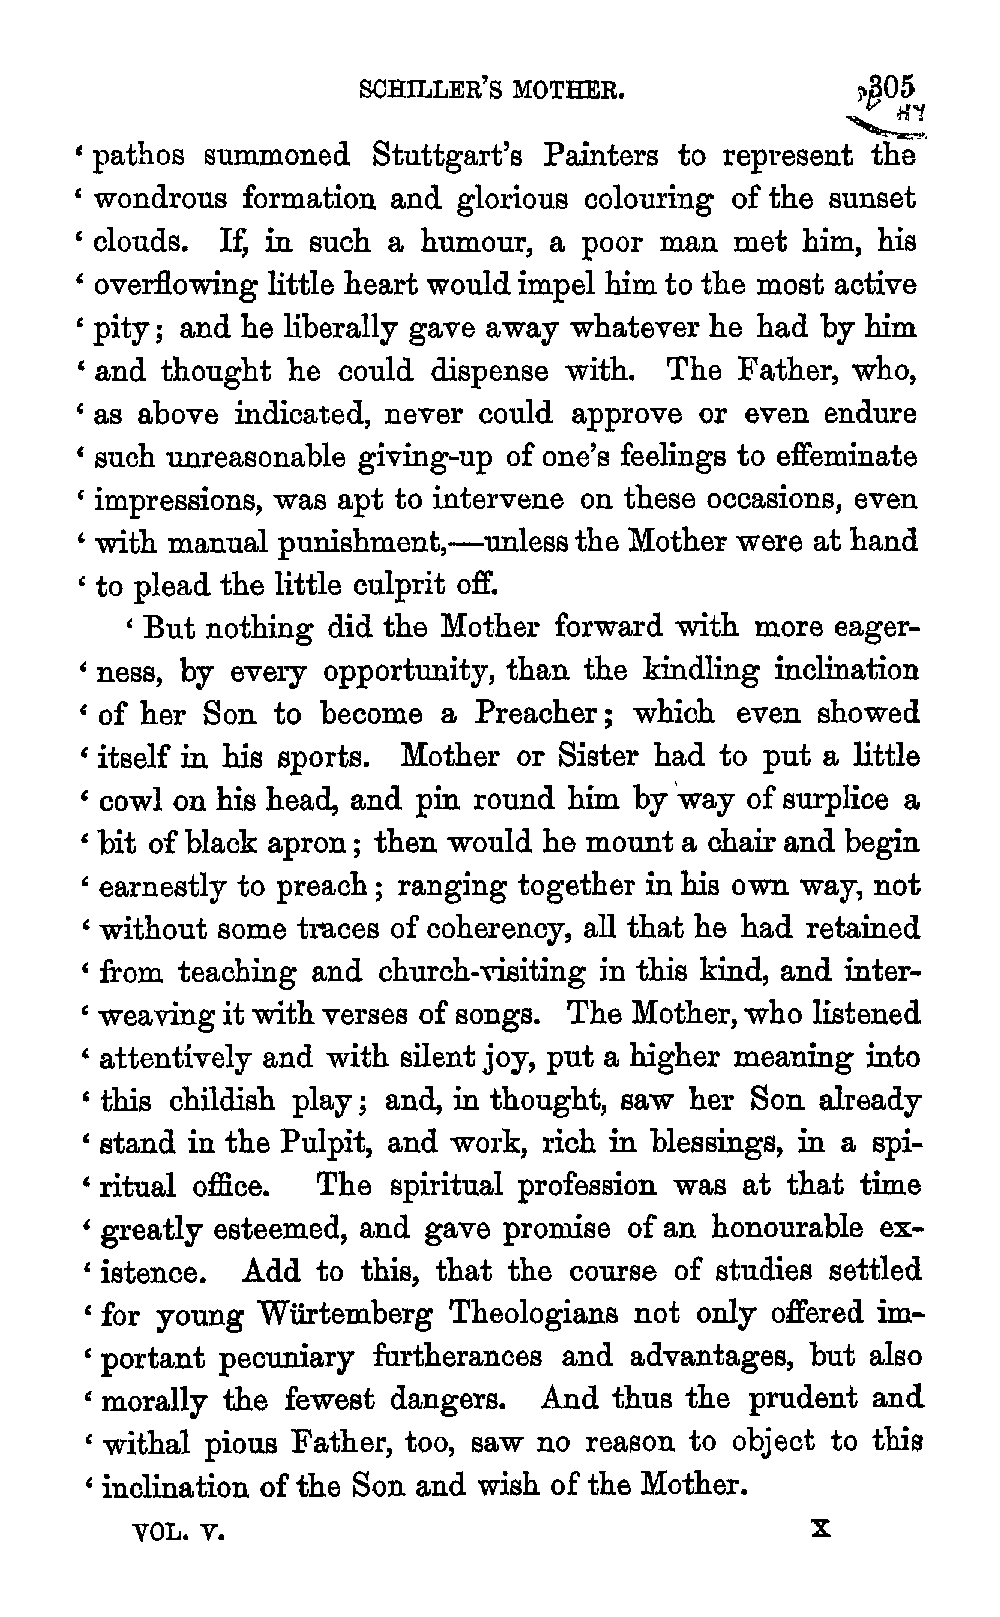 SCHILLER'S MOTHER. 305
‘ pathos summoned Stuttgart's Painters to represent the
‘ wondrous formation and glorious colouring of the sunset
‘ clouds. If, in such a humour, a poor man met him, his
‘ overflowing little heart would impel him to the most active
‘ pity; and he liberally gave away whatever he had by him
‘ and thought he could dispense with. The Father, who,
‘ as above indicated, never could approve or even endure
‘ such unreasonable giving-up of one's feelings to effeminate
‘ impressions, was apt to intervene on these occasions, even
‘ with manual punishment,—unless the Mother were at hand
‘ to plead the little culprit off.
‘ But nothing did the Mother forward with more eager-
‘ ness, by every opportunity, than the kindling inclination
‘ of her Son to become a Preacher; which even showed
‘ itself in his sports. Mother or Sister had to put a little
‘ cowl on his head, and pin round him by way of surplice a
‘ bit of black apron; then would he mount a chair and begin
‘ earnestly to preach; ranging together in his own way, not
‘ without some traces of coherency, all that he had retained
‘ from teaching and church-visiting in this kind, and inter-
‘ weaving it with verses of songs. The Mother, who listened
‘ attentively and with silent joy, put a higher meaning into
‘ this childish play; and, in thought, saw her Son already
‘ stand in the Pulpit, and work, rich in blessings, in a spi-
‘ ritual office. The spiritual profession was at that time
‘ greatly esteemed, and gave promise of an honourable ex-
‘ istence. Add to this, that the course of studies settled
‘ for young Würtemberg Theologians not only offered im-
‘ portant pecuniary furtherances and advantages, but also
‘ morally the fewest dangers. And thus the prudent and
‘ withal pious Father, too, saw no reason to object to this
‘ inclination of the Son and wish of the Mother.
VOL. V. X